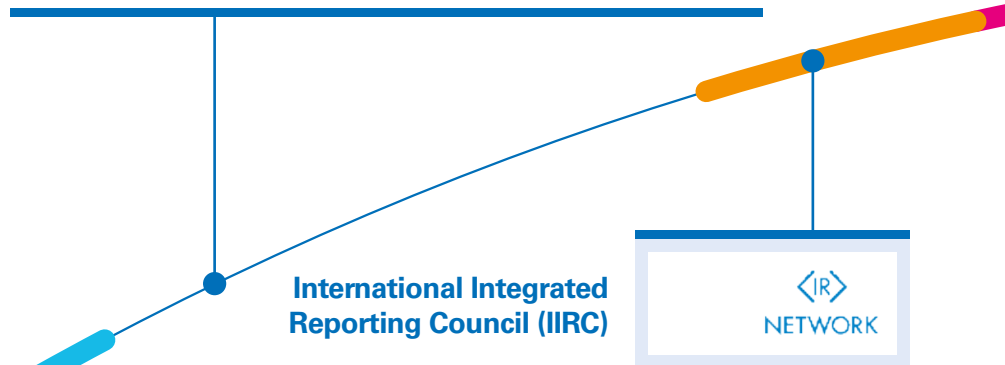 International Integrated
Reporting Council (IIRC)
<IR>
NETWORK